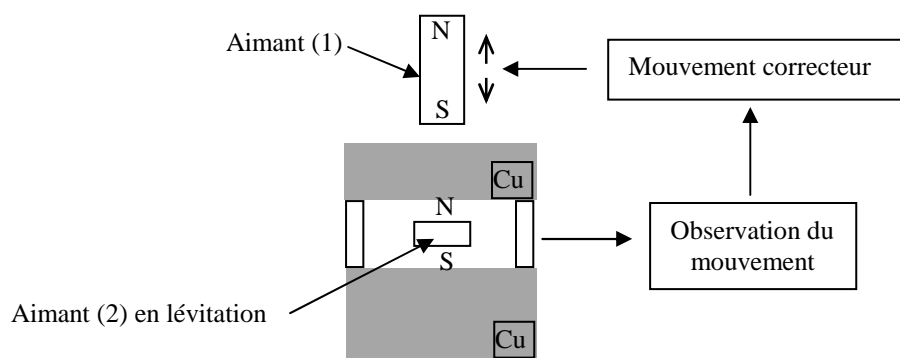 N
Aimant (1)
S
Mouvement correcteur
Cu
N
S
Observation du
mouvement
Aimant (2) en lévitation
Cu